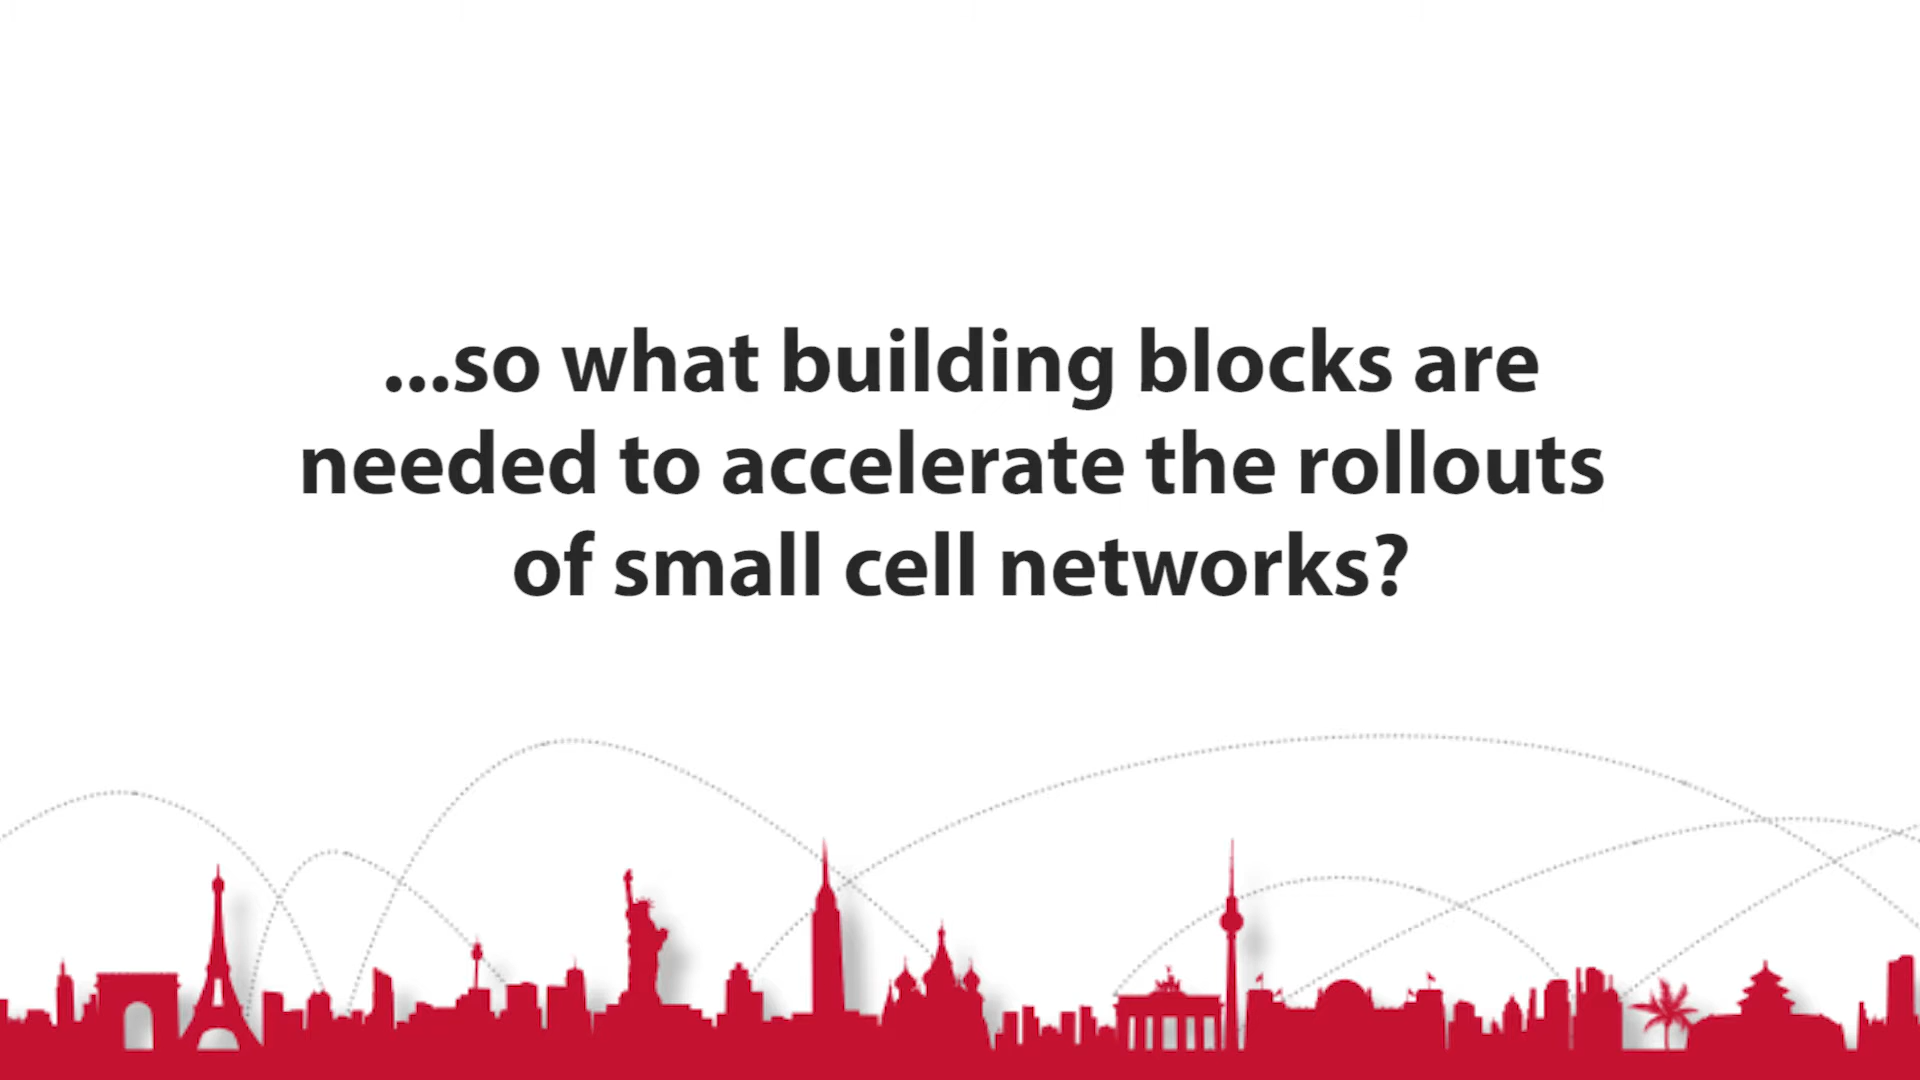 ...so what building blocks are
needed to accelerate the rollouts
of small cell networks?